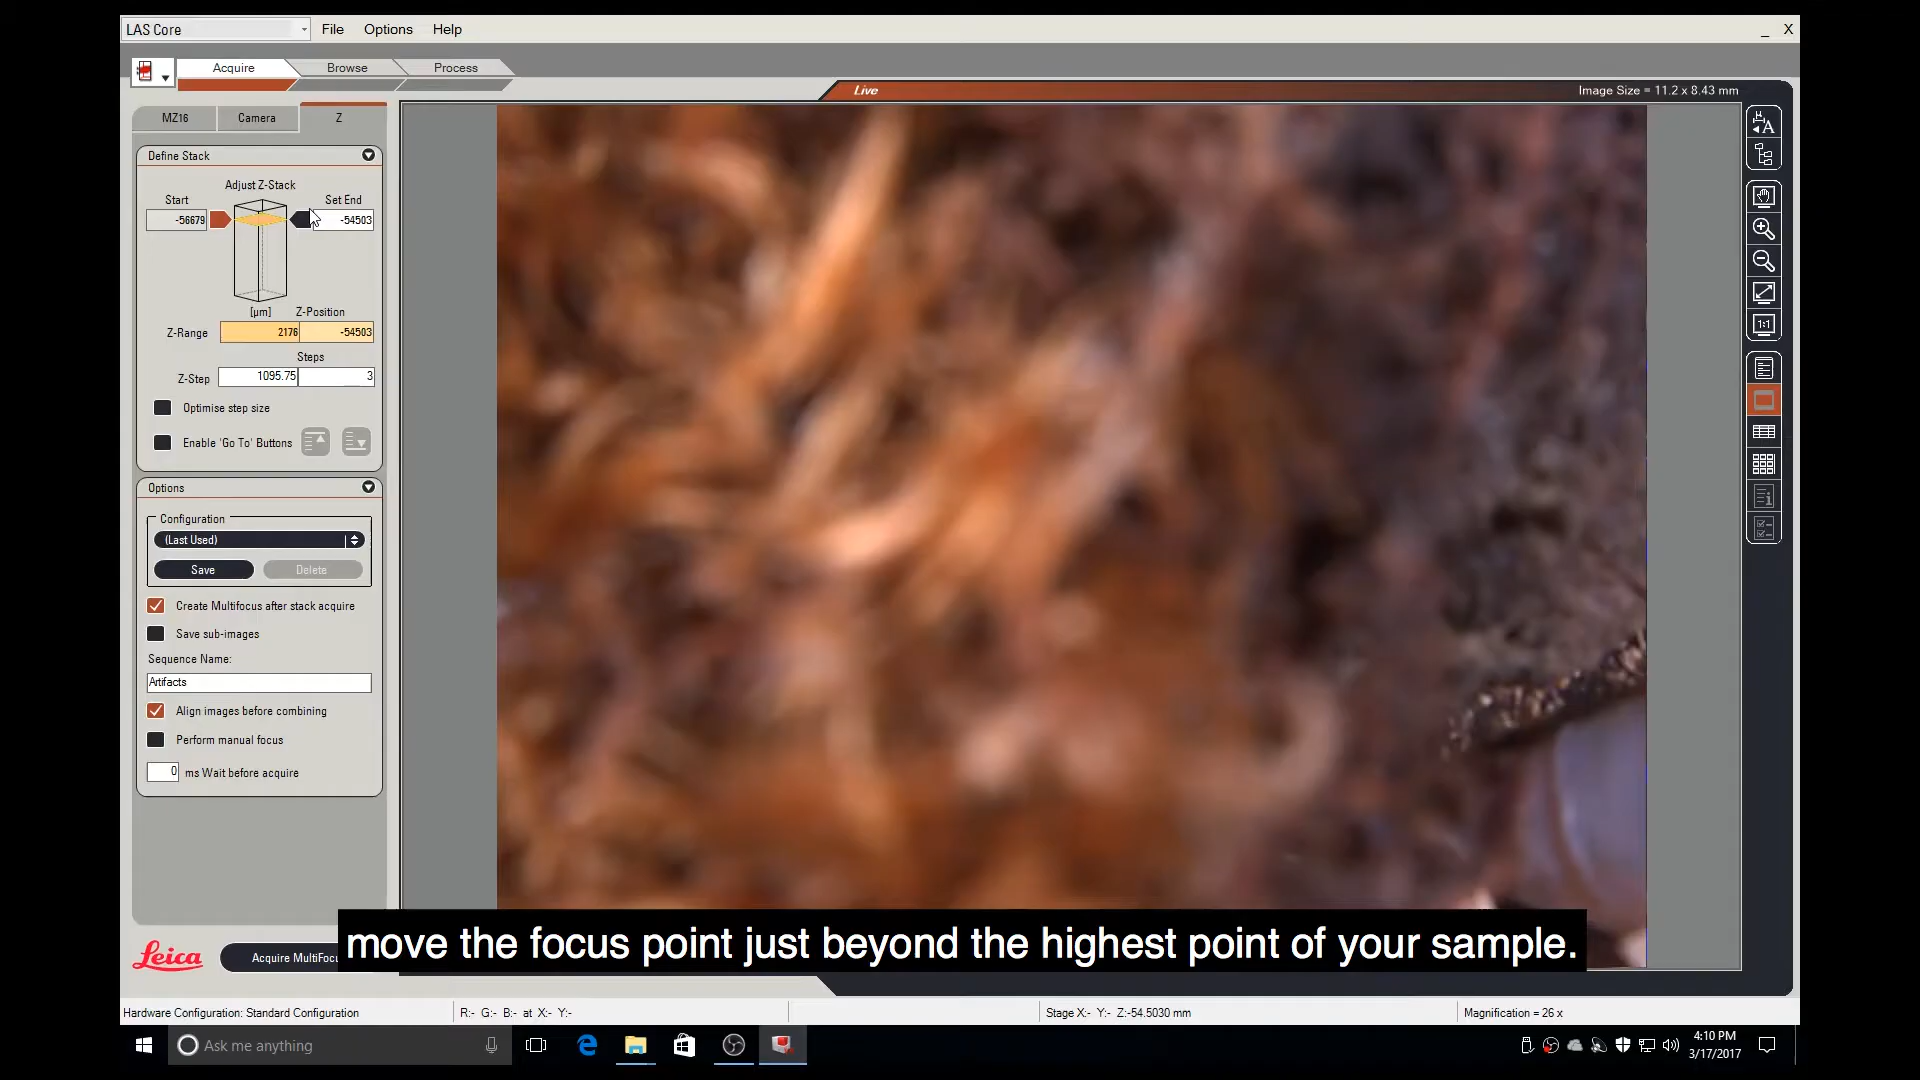 LAS Core
File
Options
Help
_ X
Acquire
Browse
Process
Live
Image Size = 11.2 x 8.43 mm
MZ16
Camera
Z
Define Stack
Adjust Z-Stack
Start
Set End
-56679
-54503
[µm]
Z-Position
Z-Range
2176
-54503
Steps
Z-Step
1095.75
3
Optimise step size
Enable 'Go To' Buttons
Options
Configuration
(Last Used)
Save
Delete
Create Multifocus after stack acquire
Save sub-images
Sequence Name:
Artifacts
Align images before combining
Perform manual focus
0 ms Wait before acquire
Leica
Acquire MultiFocu
move the focus point just beyond the highest point of your sample.
Hardware Configuration: Standard Configuration
R:- G:- B:- at X:- Y:-
Stage X:- Y:- Z:-54.5030 mm
Magnification = 26 x
Ask me anything
4:10 PM
3/17/2017
A
1:1